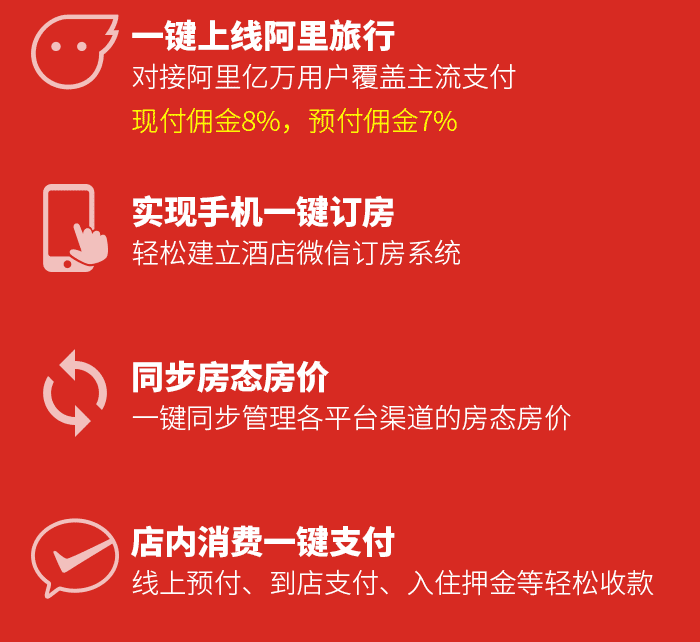 一键上线阿里旅行
对接阿里亿万用户覆盖主流支付
现付佣金8%，预付佣金7%
实现手机一键订房
轻松建立酒店微信订房系统
同步房态房价
一键同步管理各平台渠道的房态房价
店内消费一键支付
线上预付、到店支付、入住押金等轻松收款